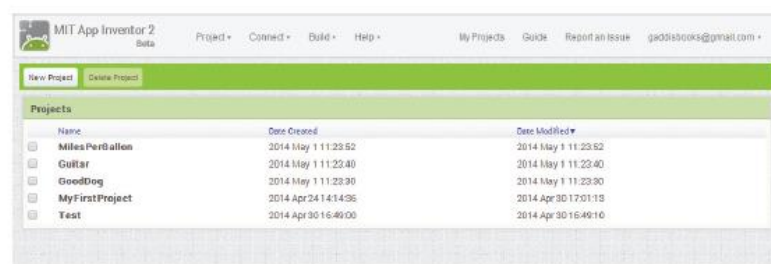 MIT App Inventor 2
Beta
Project Connect Build Help My Projects Guide Report an Issue gaddisbooks@gmail.com
New Project Delete Project
Projects
Name Date Created Date Modified
MilesPerGallon 2014 May 1 11:23:52 2014 May 1 11:23:52
Guitar 2014 May 1 11:23:40 2014 May 1 11:23:40
GoodDog 2014 May 1 11:23:30 2014 May 1 11:23:30
MyFirstProject 2014 Apr 24 14:14:36 2014 Apr 30 17:01:13
Test 2014 Apr 30 16:49:00 2014 Apr 30 16:49:10